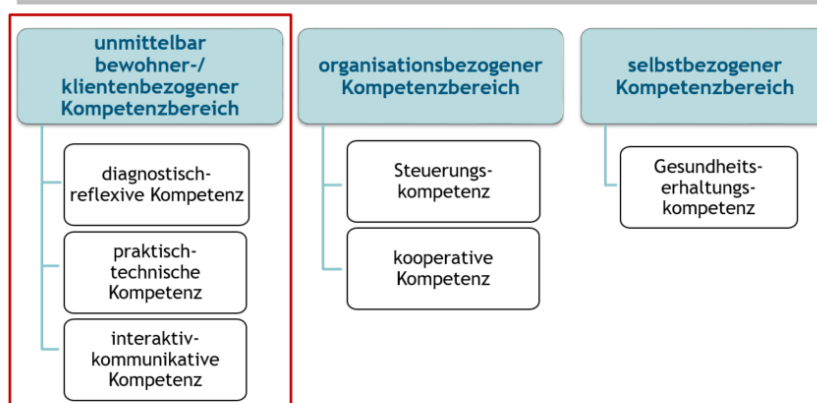 unmittelbar
bewohner-/
klientenbezogener
Kompetenzbereich
diagnostisch-
reflexive Kompetenz
praktisch-
technische
Kompetenz
interaktiv-
kommunikative
Kompetenz
organisationsbezogener
Kompetenzbereich
Steuerungs-
kompetenz
kooperative
Kompetenz
selbstbezogener
Kompetenzbereich
Gesundheits-
erhaltungs-
kompetenz